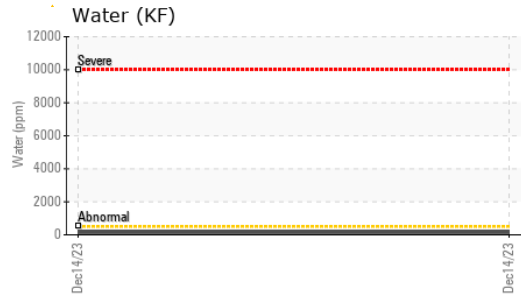 Water (KF)
12000
Severe
10000
8000
6000
4000
2000
Abnormal
0
Water (ppm)
Dec14/23
Dec14/23